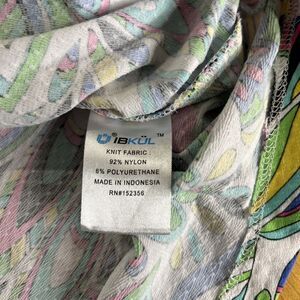 IBKÜL™
KNIT FABRIC :
92% NYLON
8% POLYURETHANE
MADE IN INDONESIA
RN#152356